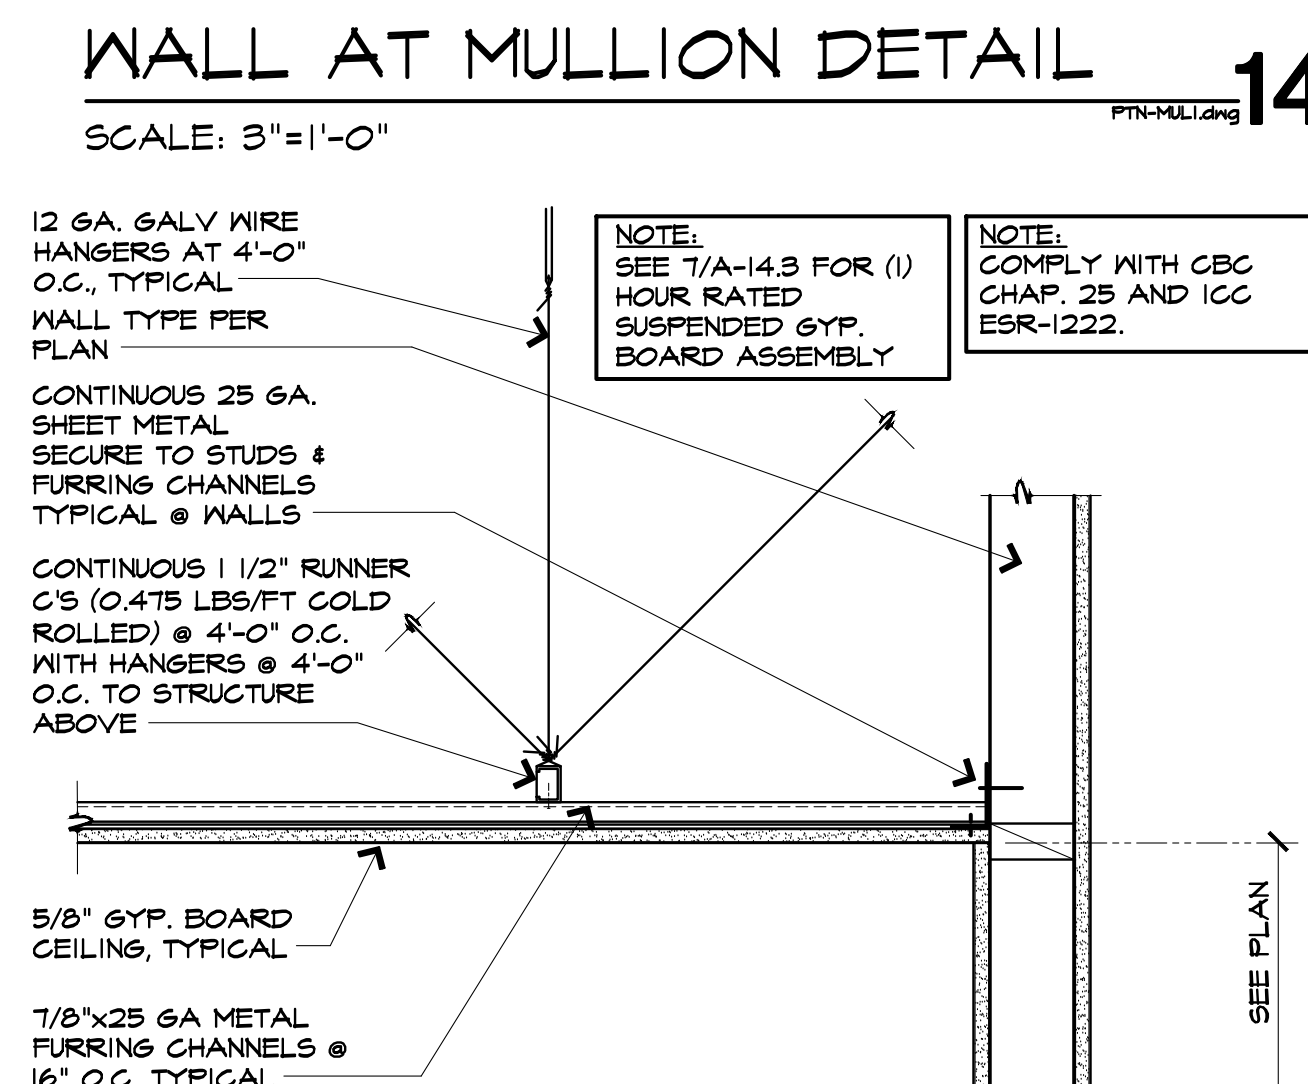 WALL AT MULLION DETAIL
14
PTN-MUL1.dwg
SCALE: 3"=1'-0"
12 GA. GALV WIRE
HANGERS AT 4'-0"
O.C., TYPICAL
WALL TYPE PER
PLAN
CONTINUOUS 25 GA.
SHEET METAL
SECURE TO STUDS &
FURRING CHANNELS
TYPICAL @ WALLS
CONTINUOUS 1 1/2" RUNNER
C'S (0.475 LBS/FT COLD
ROLLED) @ 4'-0" O.C.
WITH HANGERS @ 4'-0"
O.C. TO STRUCTURE
ABOVE
NOTE:
SEE 7/A-14.3 FOR (1)
HOUR RATED
SUSPENDED GYP.
BOARD ASSEMBLY
NOTE:
COMPLY WITH CBC
CHAP. 25 AND ICC
ESR-1222.
5/8" GYP. BOARD
CEILING, TYPICAL
7/8"x25 GA METAL
FURRING CHANNELS @
16" O.C. TYPICAL
SEE PLAN